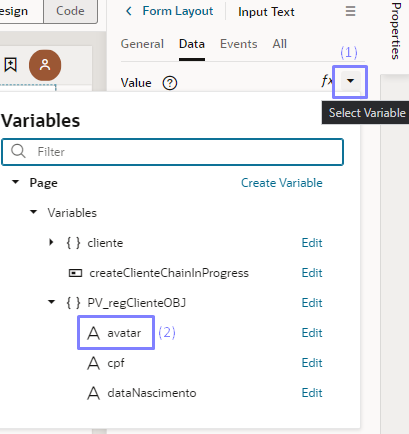 esign
Code
Form Layout
Input Text
Properties
General
Data
Events
All
(1)
Value
fx
Select Variable
Variables
Filter
Page
Create Variable
Variables
{ } cliente
Edit
createClienteChainInProgress
Edit
{ } PV_regClienteOBJ
Edit
A avatar
(2)
Edit
A cpf
Edit
A dataNascimento
Edit